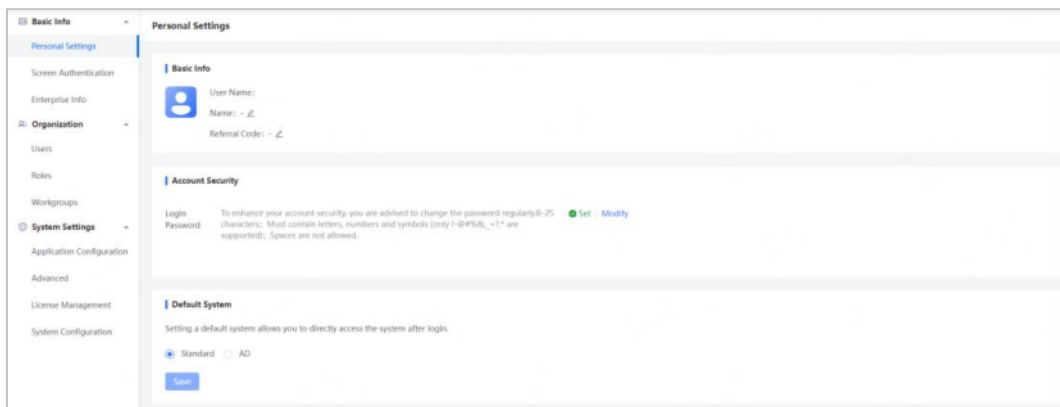 Basic Info
Personal Settings
Screen Authentication
Enterprise Info
Organization
Users
Roles
Workgroups
System Settings
Application Configuration
Advanced
License Management
System Configuration
Personal Settings
Basic Info
User Name:
Name: -
Referral Code: -
Account Security
Login Password
To enhance your account security, you are advised to change the password regularly.8-25
characters; Must contain letters, numbers and symbols (only
supported); Spaces are not allowed.
Set | Modify
Default System
Setting a default system allows you to directly access the system after login.
Standard AD
Save